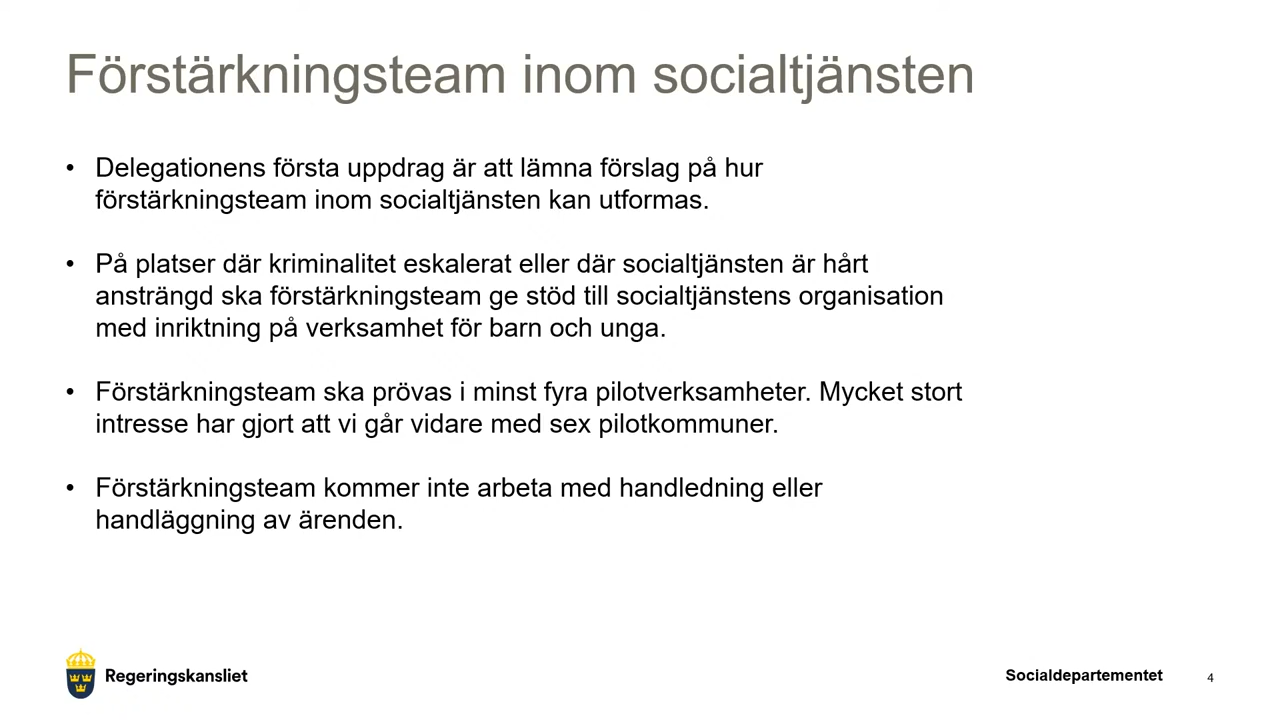 Förstärkningsteam inom socialtjänsten
• Delegationens första uppdrag är att lämna förslag på hur
förstärkningsteam inom socialtjänsten kan utformas.
• På platser där kriminalitet eskalerat eller där socialtjänsten är hårt
ansträngd ska förstärkningsteam ge stöd till socialtjänstens organisation
med inriktning på verksamhet för barn och unga.
• Förstärkningsteam ska prövas i minst fyra pilotverksamheter. Mycket stort
intresse har gjort att vi går vidare med sex pilotkommuner.
• Förstärkningsteam kommer inte arbeta med handledning eller
handläggning av ärenden.
Regeringskansliet
Socialdepartementet
4